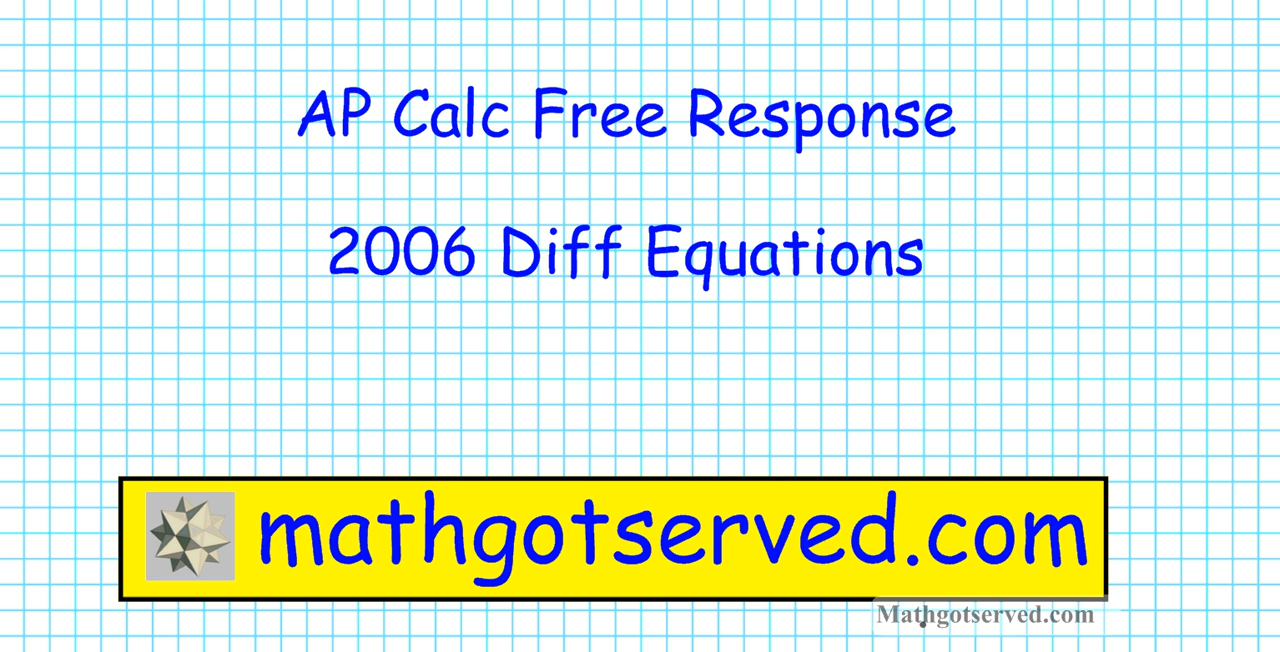 AP Calc Free Response
2006 Diff Equations
mathgotserved.com
Mathgotserved.com